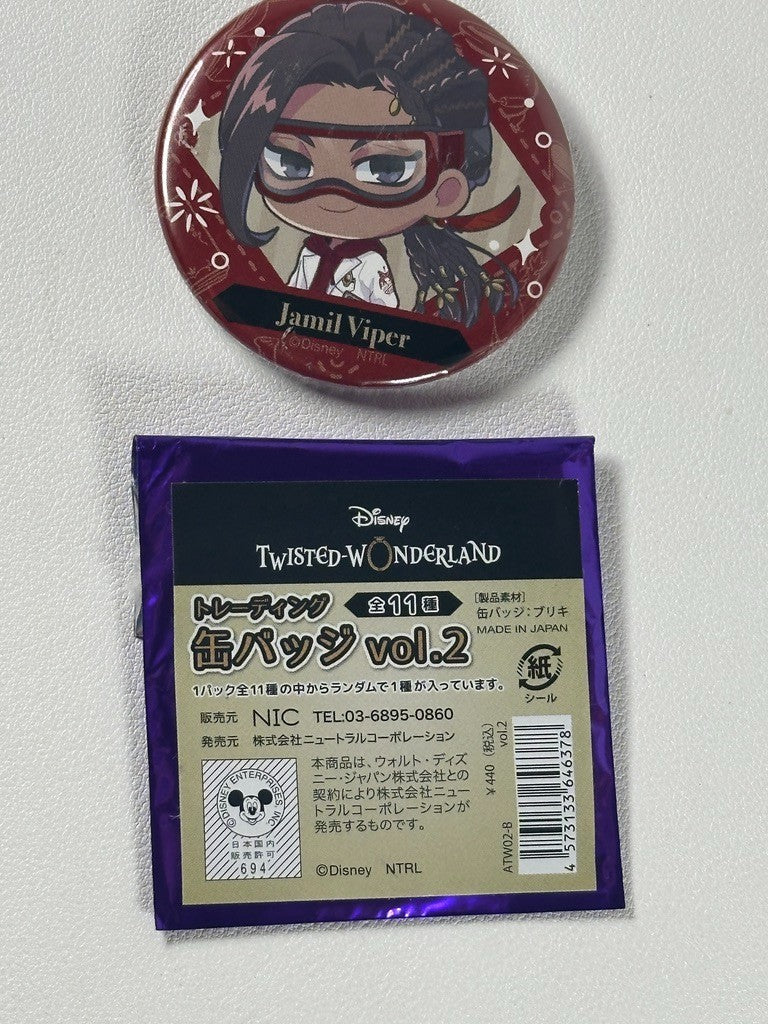 Jamil Viper
©Disney NTRL
Disney
TWISTED-WONDERLAND
トレーディング
全11種
缶バッジ vol.2
[製品素材]
缶バッジ:ブリキ
MADE IN JAPAN
1パック全11種の中からランダムで1種が入っています。
紙
シール
販売元 NIC TEL:03-6895-0860
発売元 株式会社ニュートラルコーポレーション
©DISNEY ENTERPRISES, INC
日本国内
販売許可
694
本商品は、ウォルト・ディズ
ニー・ジャパン株式会社との
契約により株式会社ニュー
トラルコーポレーションが
発売するものです。
©Disney NTRL
ATW02-B
¥440(税込)
vol.2
4573133646378